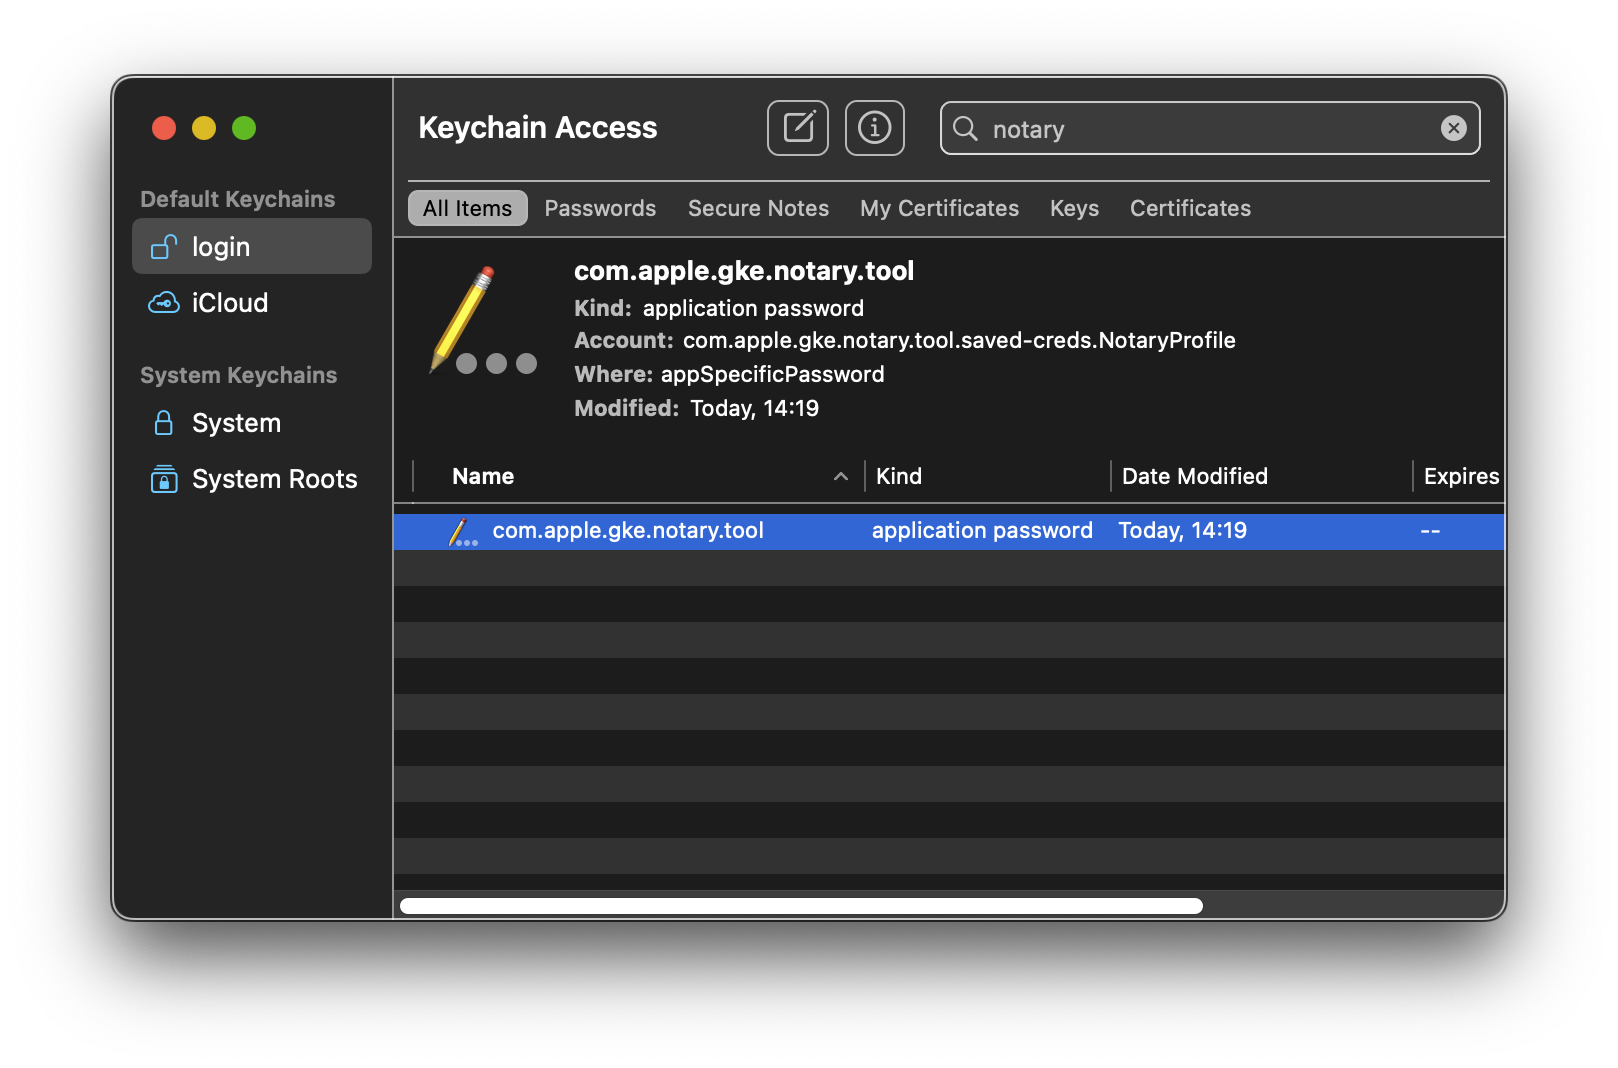 Keychain Access
notary
Default Keychains
login
iCloud
System Keychains
System
System Roots
All Items Passwords Secure Notes My Certificates Keys Certificates
com.apple.gke.notary.tool
Kind: application password
Account: com.apple.gke.notary.tool.saved-creds.NotaryProfile
Where: appSpecificPassword
Modified: Today, 14:19
Name Kind Date Modified Expires
com.apple.gke.notary.tool application password Today, 14:19 --